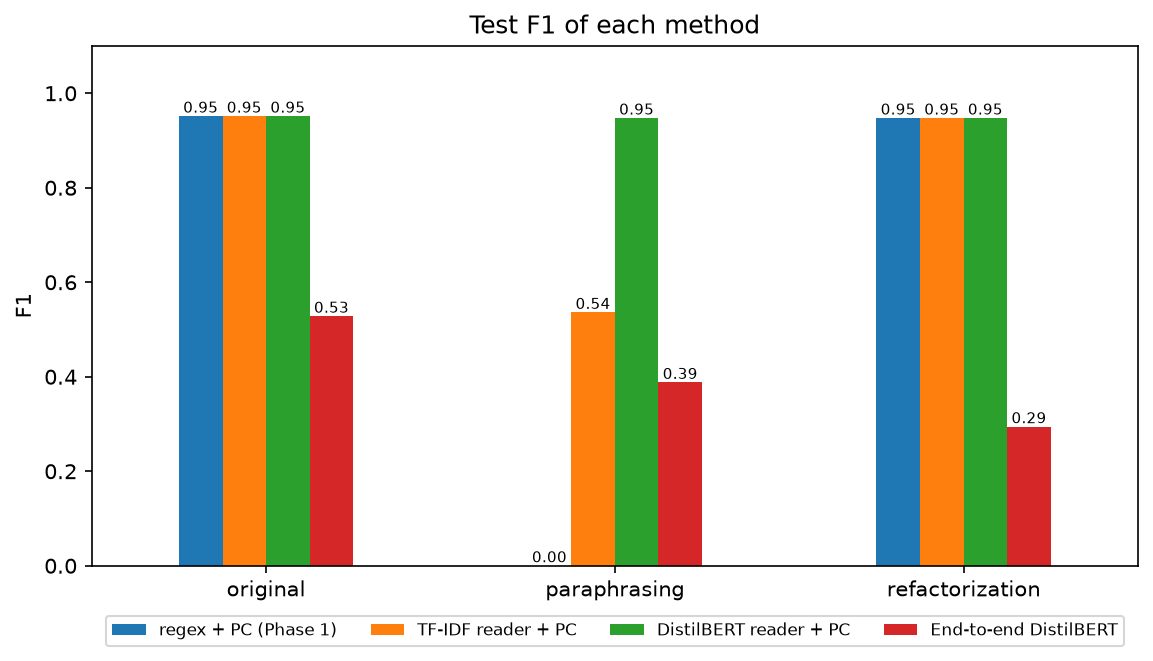 Test F1 of each method
F1
1.0
0.8
0.6
0.4
0.2
0.0
0.95 0.95 0.95 0.53
0.00 0.54 0.95 0.39
0.95 0.95 0.95 0.29
original paraphrasing refactorization
regex + PC (Phase 1) TF-IDF reader + PC DistilBERT reader + PC End-to-end DistilBERT